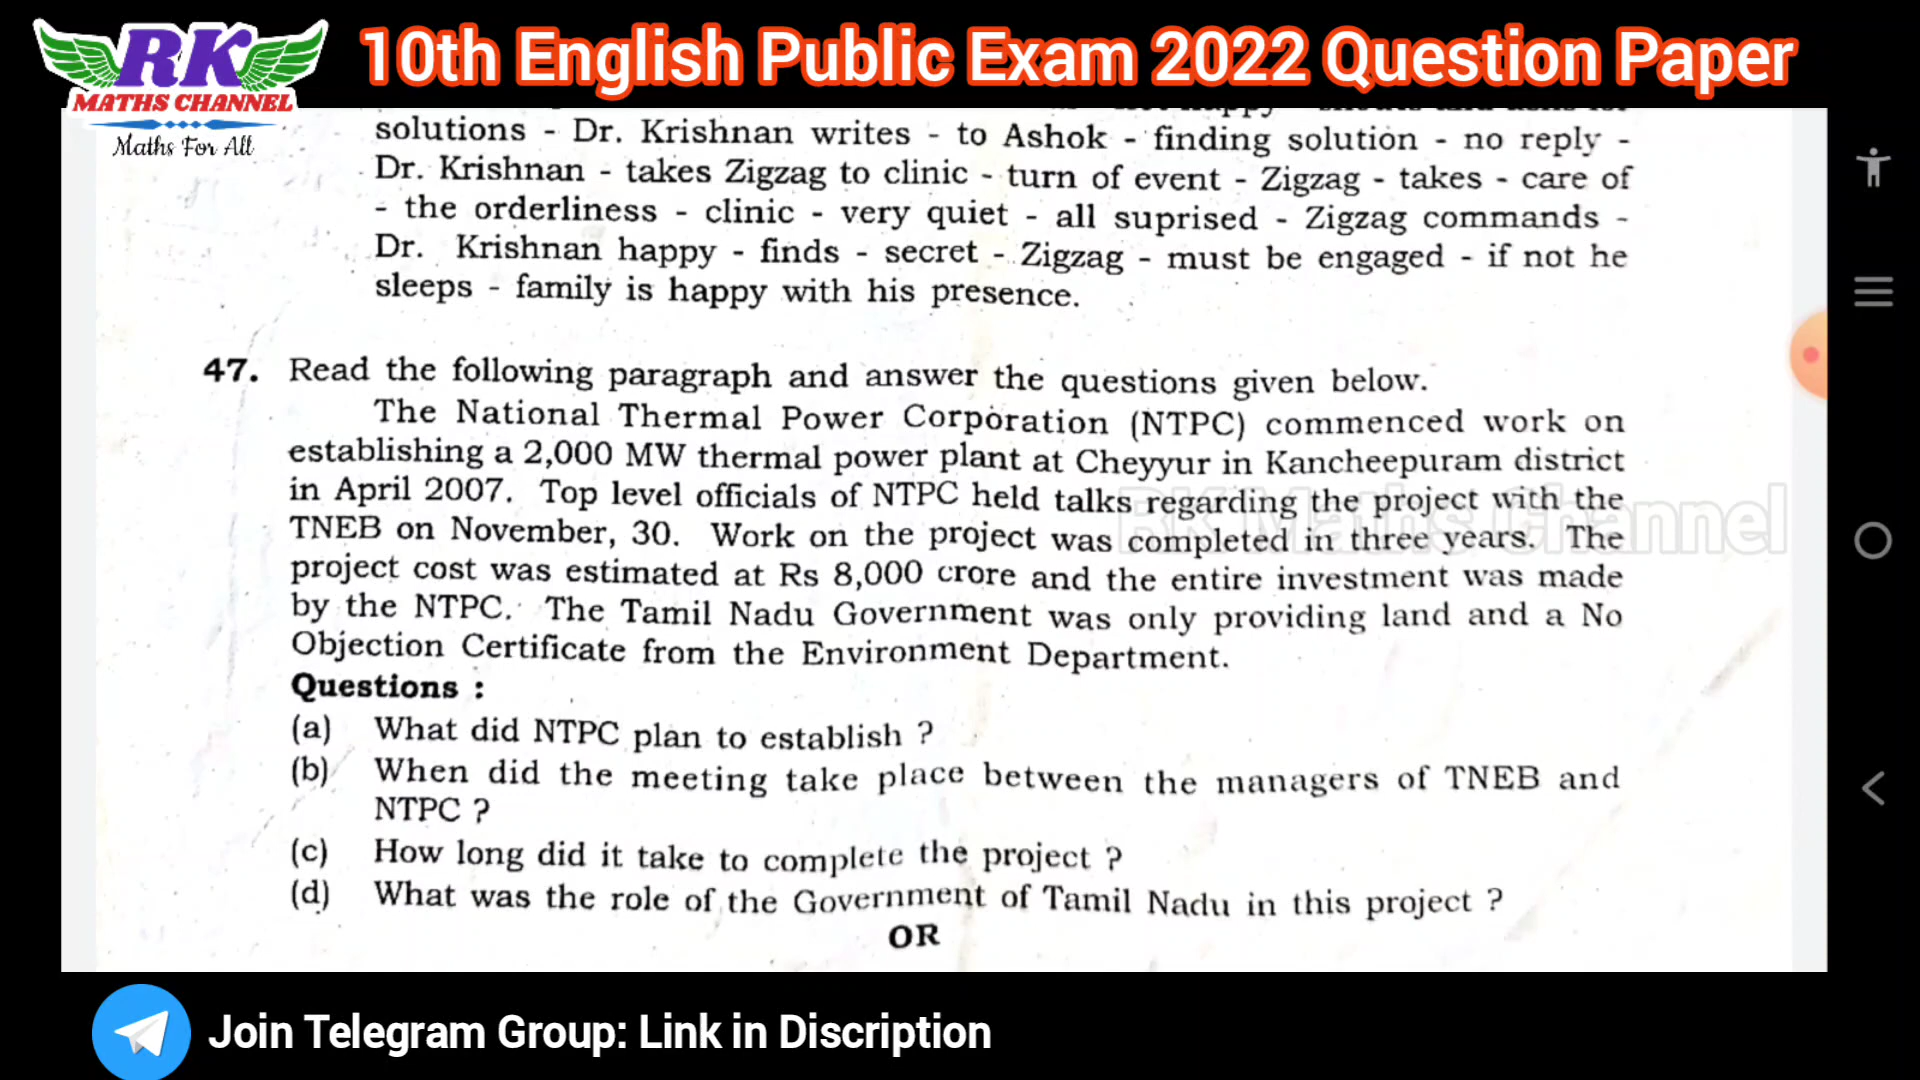 RK
MATHS CHANNEL
Maths For All
10th English Public Exam 2022 Question Paper
solutions - Dr. Krishnan writes - to Ashok - finding solution - no reply -
Dr. Krishnan - takes Zigzag to clinic - turn of event - Zigzag - takes - care of
- the orderliness - clinic - very quiet - all suprised - Zigzag commands -
Dr. Krishnan happy - finds - secret - Zigzag - must be engaged - if not he
sleeps - family is happy with his presence.
47. Read the following paragraph and answer the questions given below.
The National Thermal Power Corporation (NTPC) commenced work on
establishing a 2,000 MW thermal power plant at Cheyyur in Kancheepuram district
in April 2007. Top level officials of NTPC held talks regarding the project with the
TNEB on November, 30. Work on the project was completed in three years. The
project cost was estimated at Rs 8,000 crore and the entire investment was made
by the NTPC. The Tamil Nadu Government was only providing land and a No
Objection Certificate from the Environment Department.
RK Maths Channel
Questions :
(a) What did NTPC plan to establish ?
(b) When did the meeting take place between the managers of TNEB and
NTPC ?
(c) How long did it take to complete the project ?
(d) What was the role of the Government of Tamil Nadu in this project ?
OR
Join Telegram Group: Link in Discription